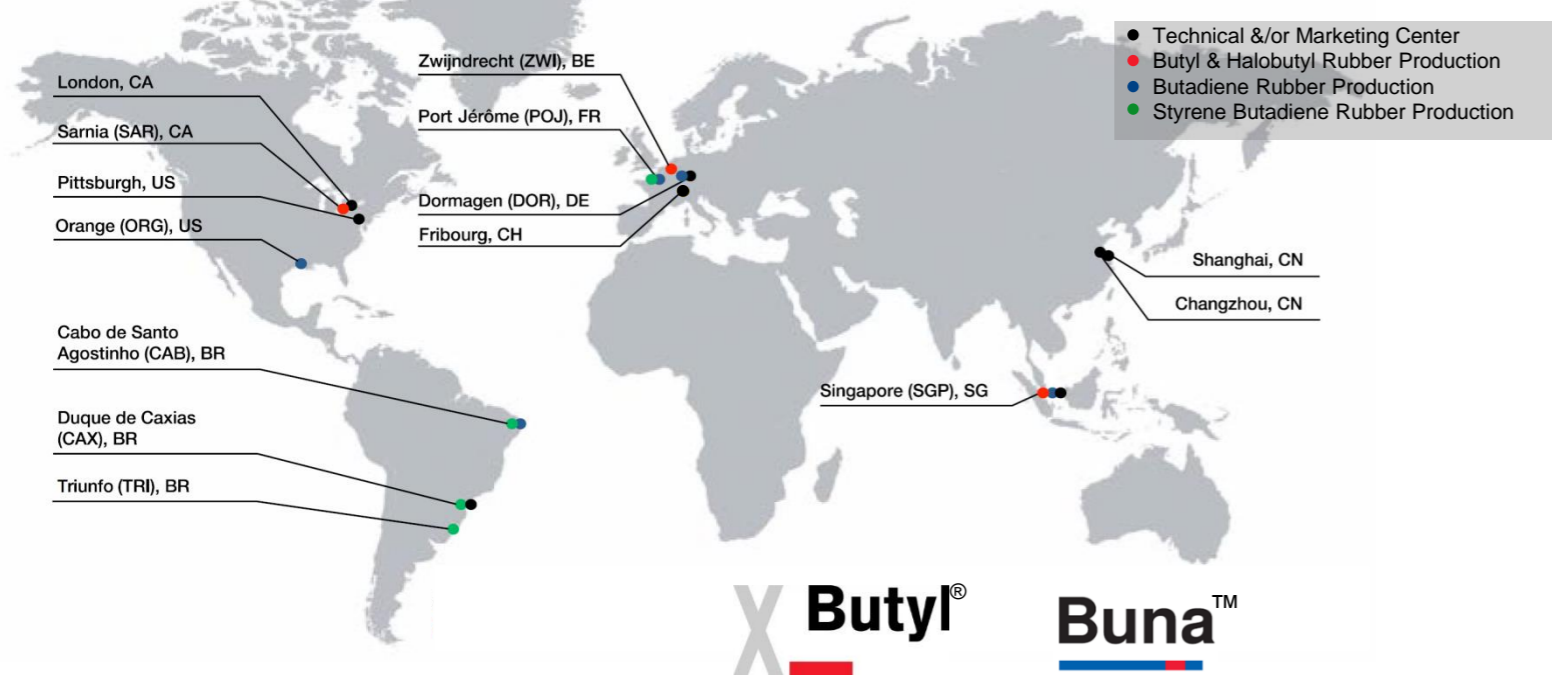 London, CA
Sarnia (SAR), CA
Pittsburgh, US
Orange (ORG), US
Cabo de Santo
Agostinho (CAB), BR
Duque de Caxias
(CAX), BR
Triunfo (TRI), BR
Zwijndrecht (ZWI), BE
Port Jérôme (POJ), FR
Dormagen (DOR), DE
Fribourg, CH
Technical &/or Marketing Center
Butyl & Halobutyl Rubber Production
Butadiene Rubber Production
Styrene Butadiene Rubber Production
Shanghai, CN
Changzhou, CN
Singapore (SGP), SG
X Butyl®
Buna™